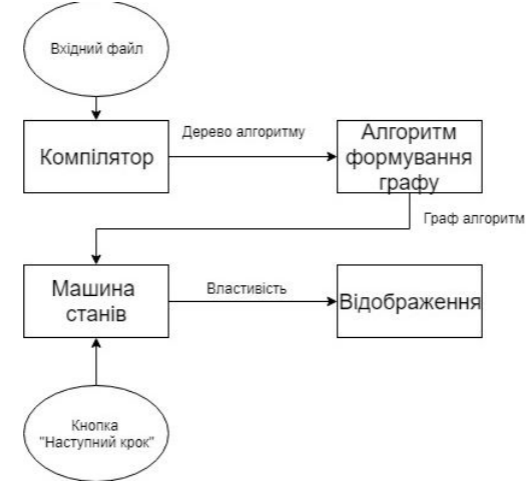 Вхідний файл
Компілятор
Дерево алгоритму
Алгоритм
формування
графу
Граф алгоритм
Машина
станів
Властивість
Відображення
Кнопка
"Наступний крок"